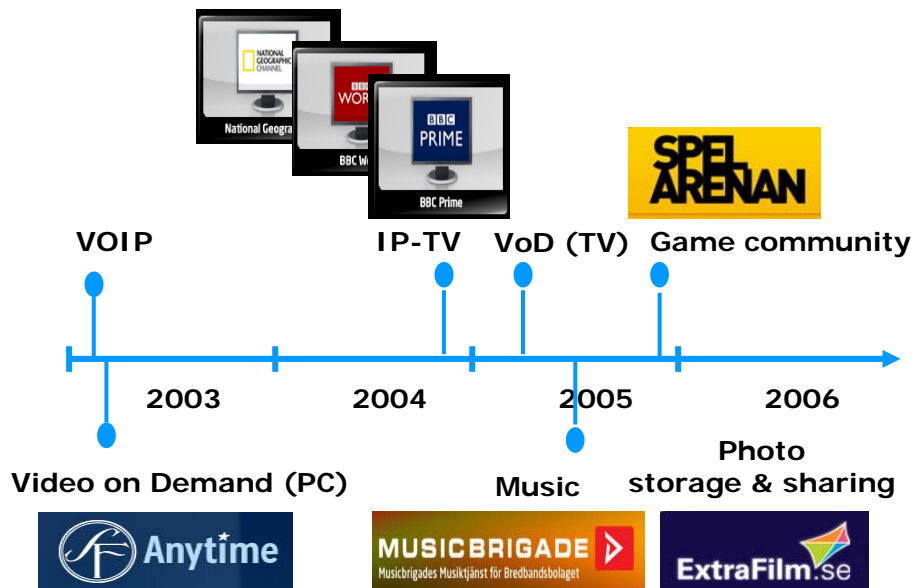 NATIONAL
GEOGRAPHIC
CHANNEL
National Geogra
BBC
WOR
BBC Wo
BBC
PRIME
BBC Prime
SPEL
ARENAN
VOIP
IP-TV
VoD (TV)
Game community
2003
2004
2005
2006
Video on Demand (PC)
Music
Photo
storage & sharing
SF Anytime
MUSICBRIGADE
Musicbrigades Musiktjänst för Bredbandsbolaget
ExtraFilm.se